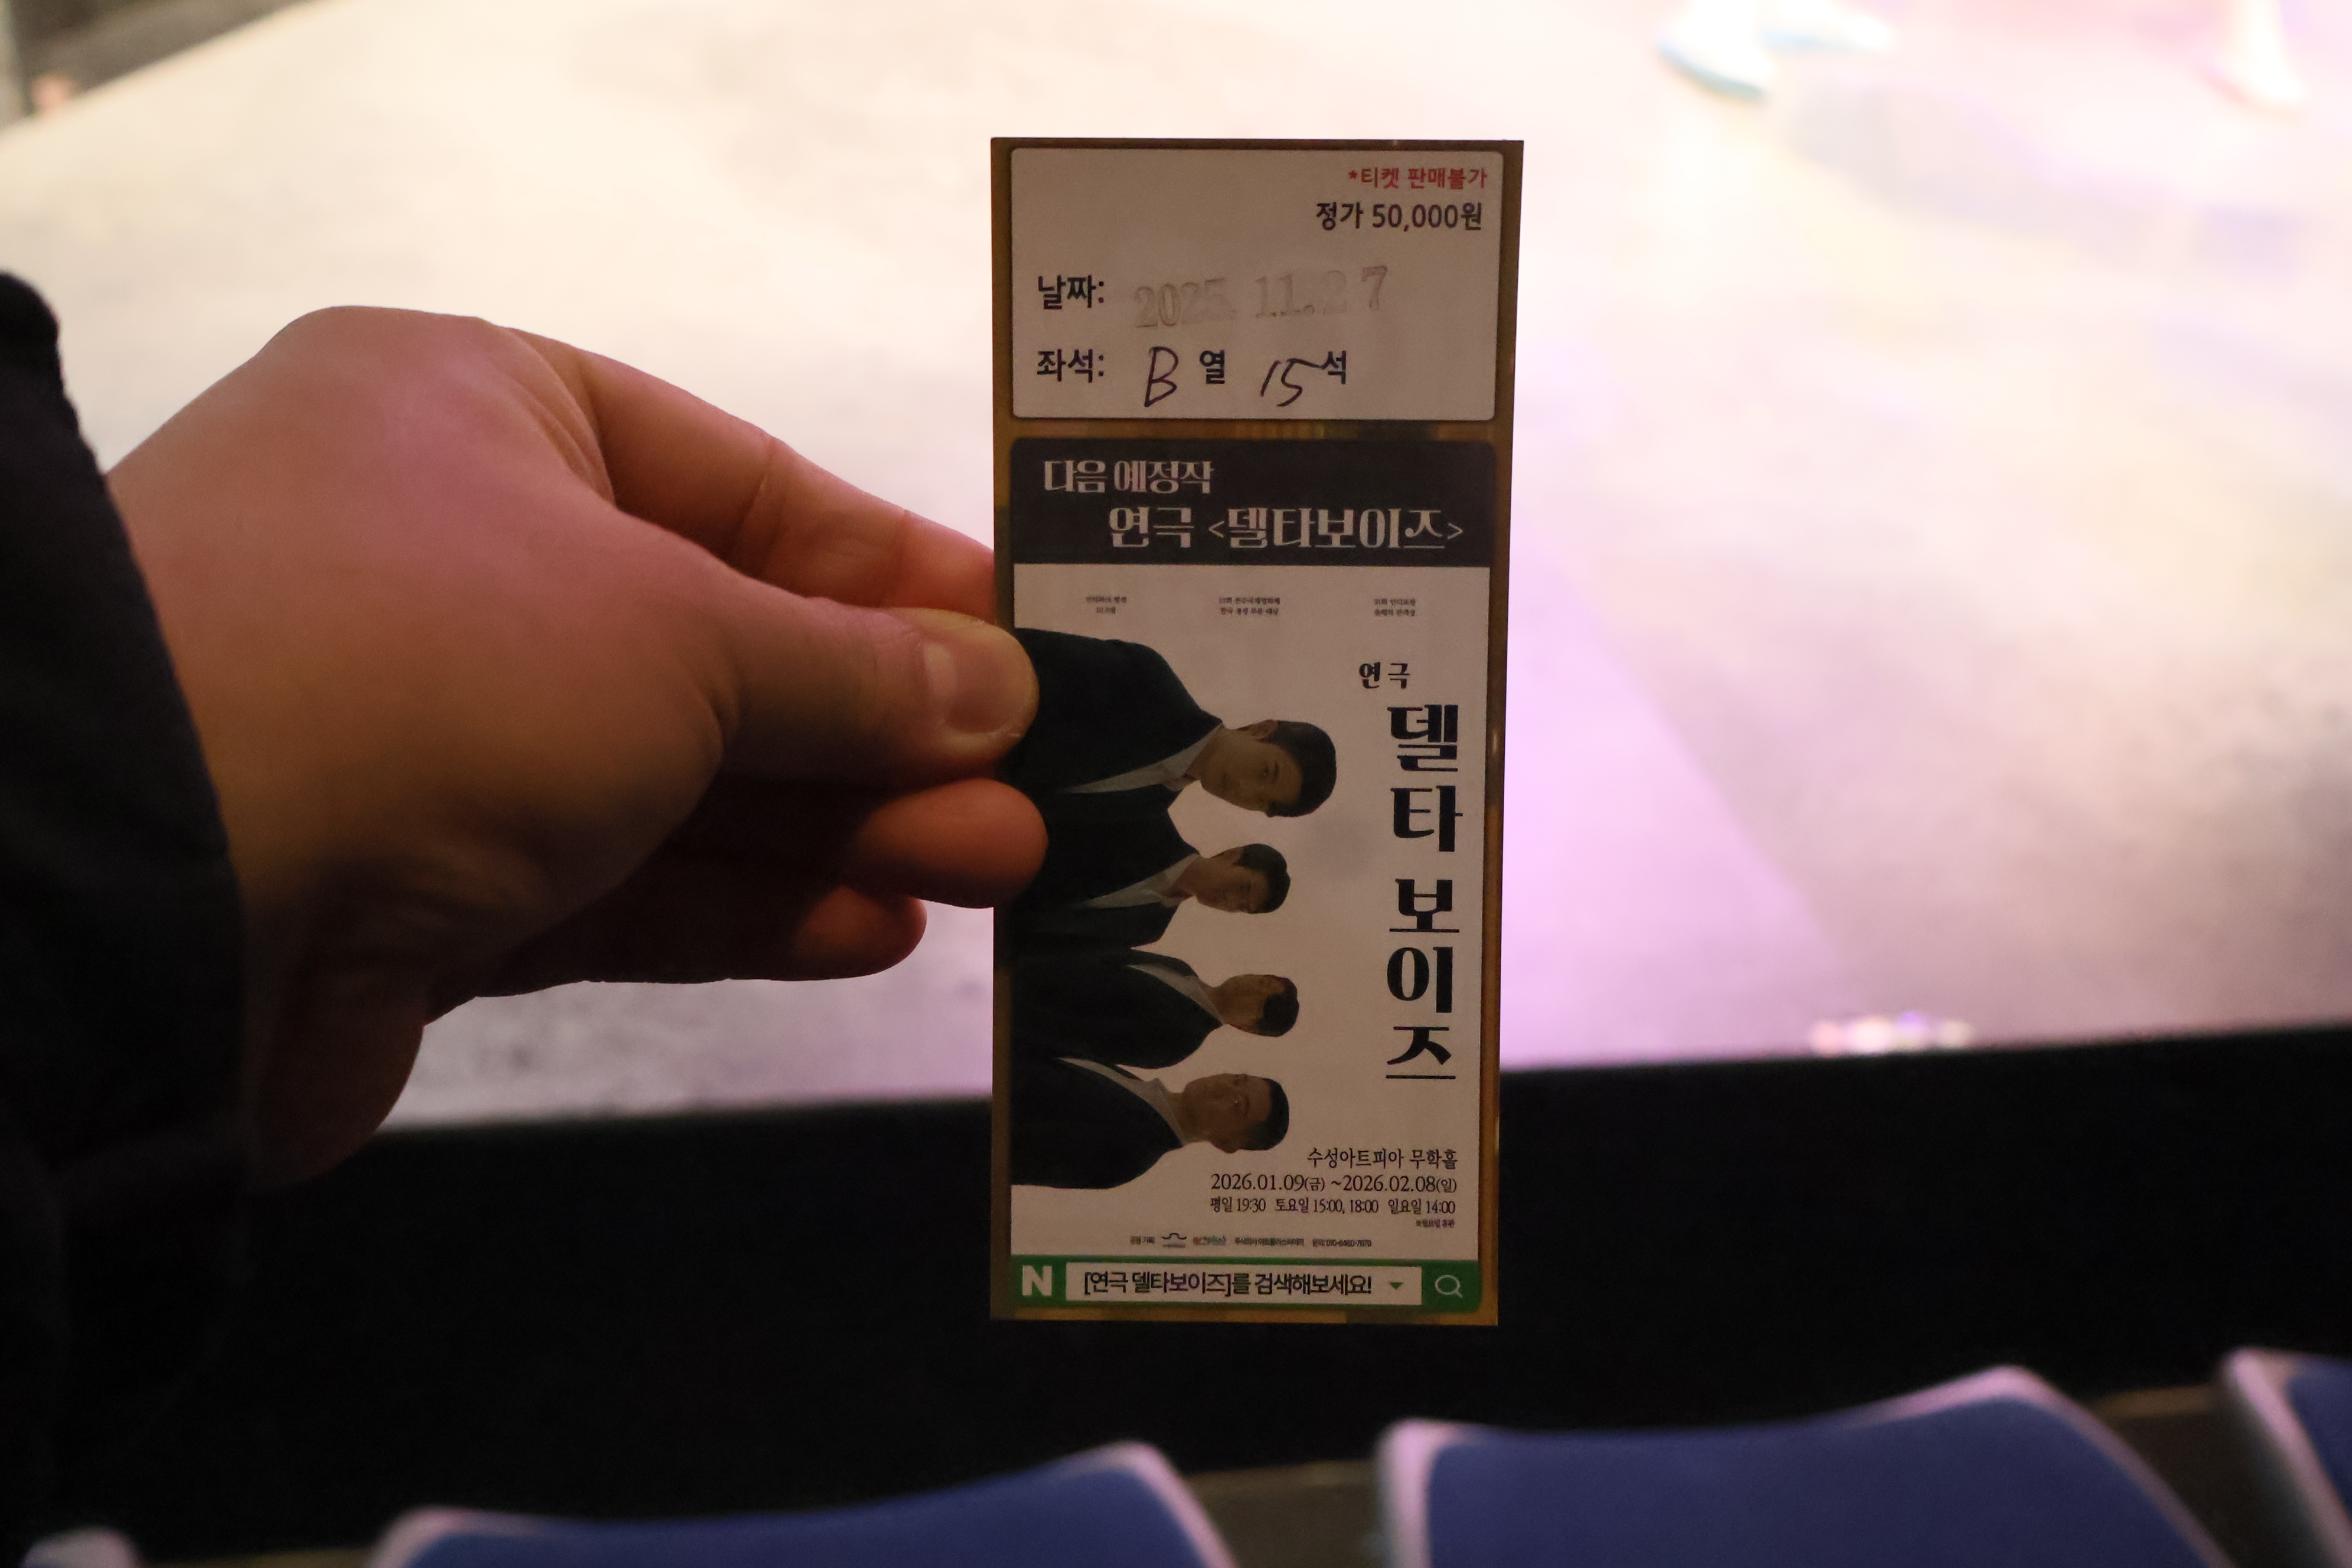 *티켓 판매불가
정가 50,000원
날짜: 2025. 11. 27
좌석: B 열 15석
다음 예정작
연극 <델타보이즈>
연극
델타보이즈
수성아트피아 무학홀
2026.01.09(금) ~2026.02.08(일)
평일 19:30 토요일 15:00, 18:00 일요일 14:00
N [연극 델타보이즈]를 검색해보세요!